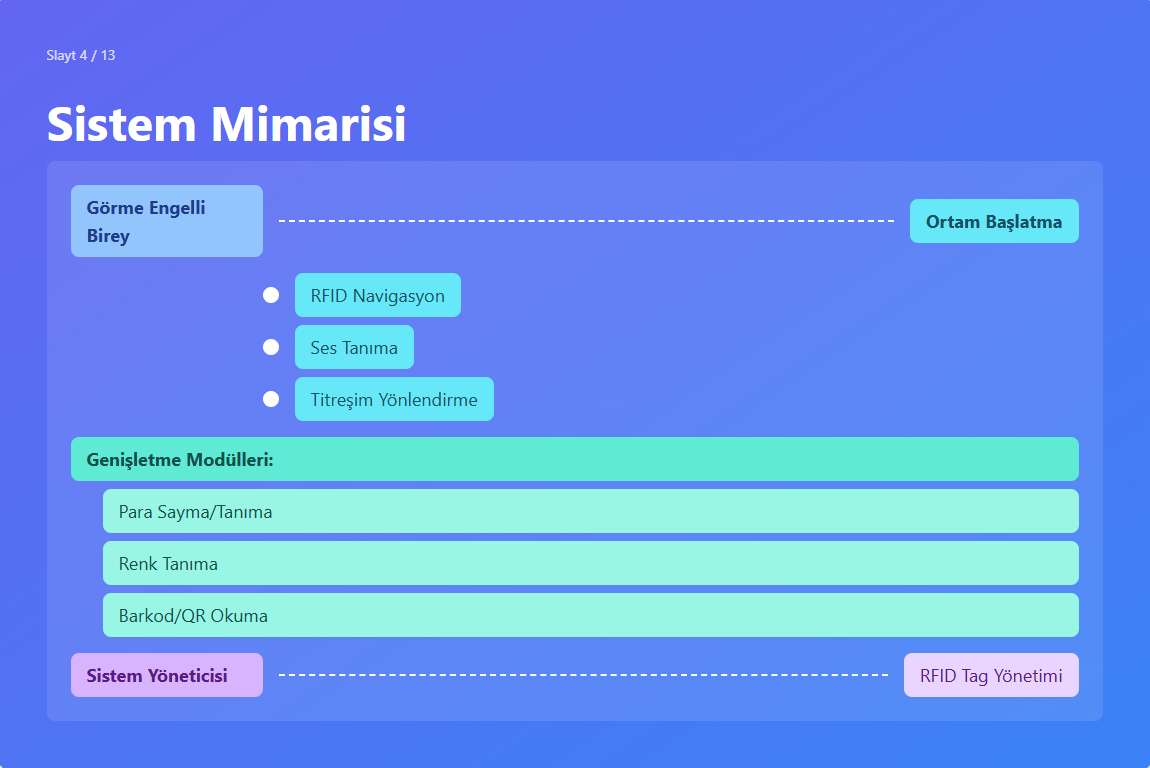 Slayt 4 / 13
Sistem Mimarisi
Görme Engelli
Birey
Ortam Başlatma
RFID Navigasyon
Ses Tanıma
Titreşim Yönlendirme
Genişletme Modülleri:
Para Sayma/Tanıma
Renk Tanıma
Barkod/QR Okuma
Sistem Yöneticisi
RFID Tag Yönetimi